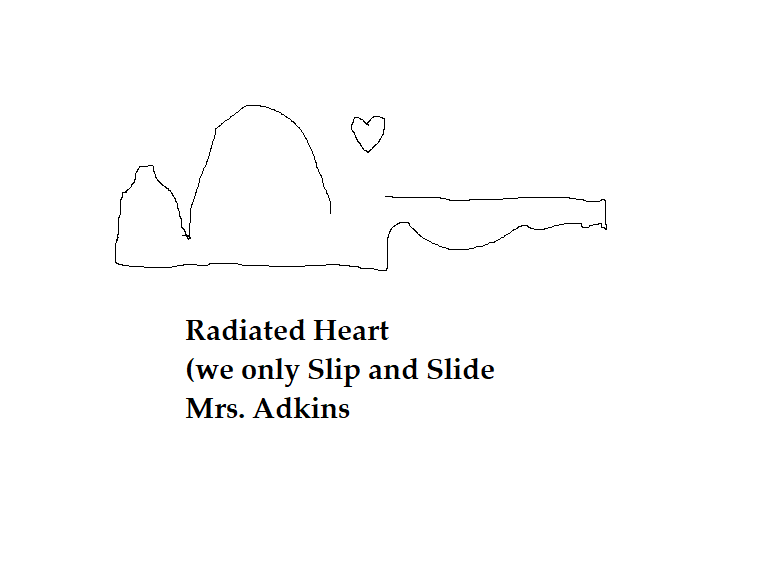 Radiated Heart
(we only Slip and Slide
Mrs. Adkins